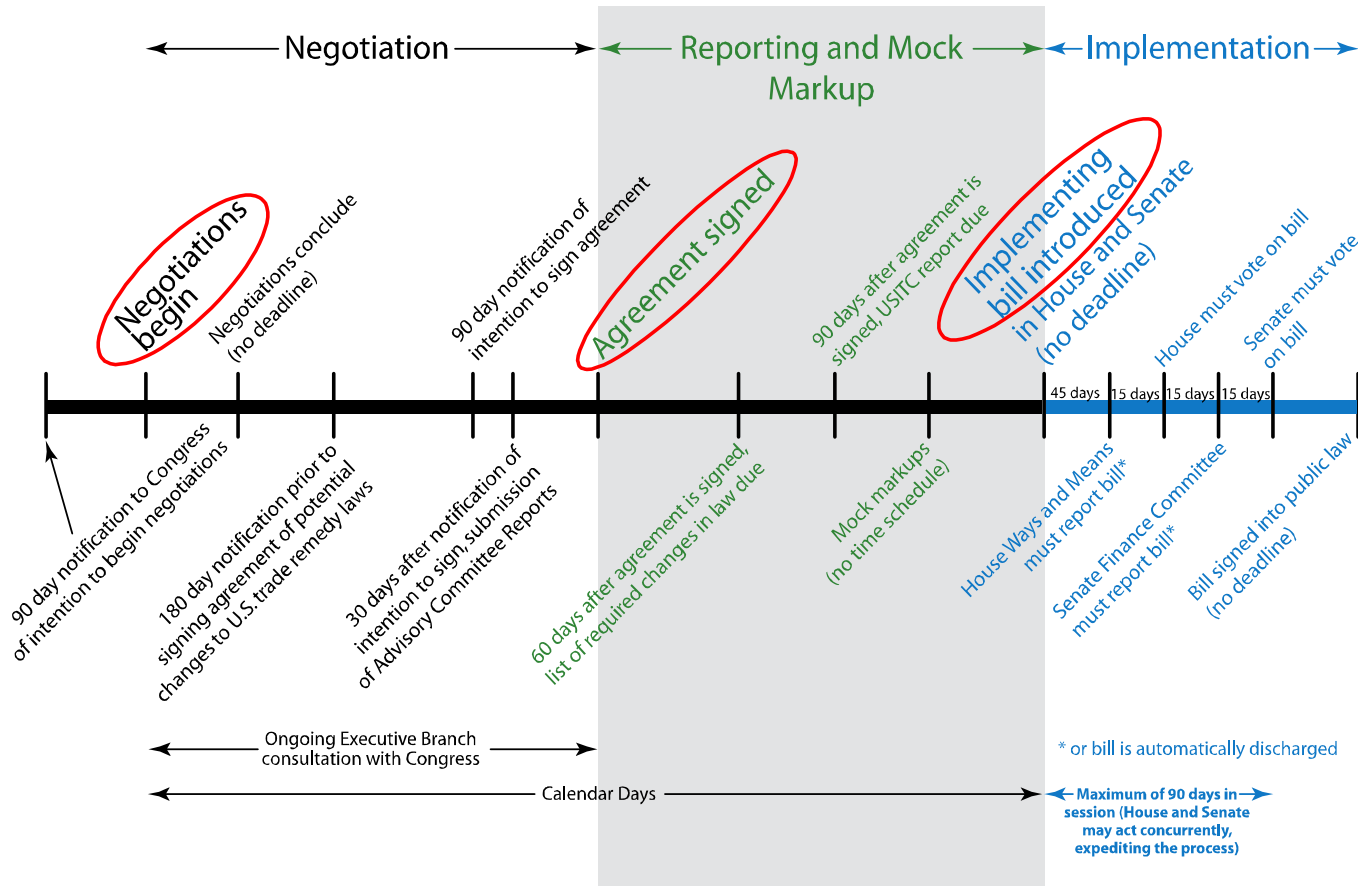 Negotiation
Reporting and Mock
Markup
Implementation
Negotiations
begin
Negotiations conclude
(no deadline)
90 day notification of
intention to sign agreement
Agreement signed
90 days after agreement is
signed, USITC report due
Implementing
bill introduced
in House and Senate
(no deadline)
House must vote on bill
Senate must vote
on bill
45 days
15 days
15 days
15 days
90 day notification to Congress
of intention to begin negotiations
180 day notification prior to
signing agreement of potential
changes to U.S. trade remedy laws
30 days after notification of
intention to sign, submission
of Advisory Committee Reports
60 days after agreement is signed,
list of required changes in law due
Mock markups
(no time schedule)
House Ways and Means
must report bill*
Senate Finance Committee
must report bill*
Bill signed into public law
(no deadline)
Ongoing Executive Branch
consultation with Congress
* or bill is automatically discharged
Calendar Days
Maximum of 90 days in
session (House and Senate
may act concurrently,
expediting the process)